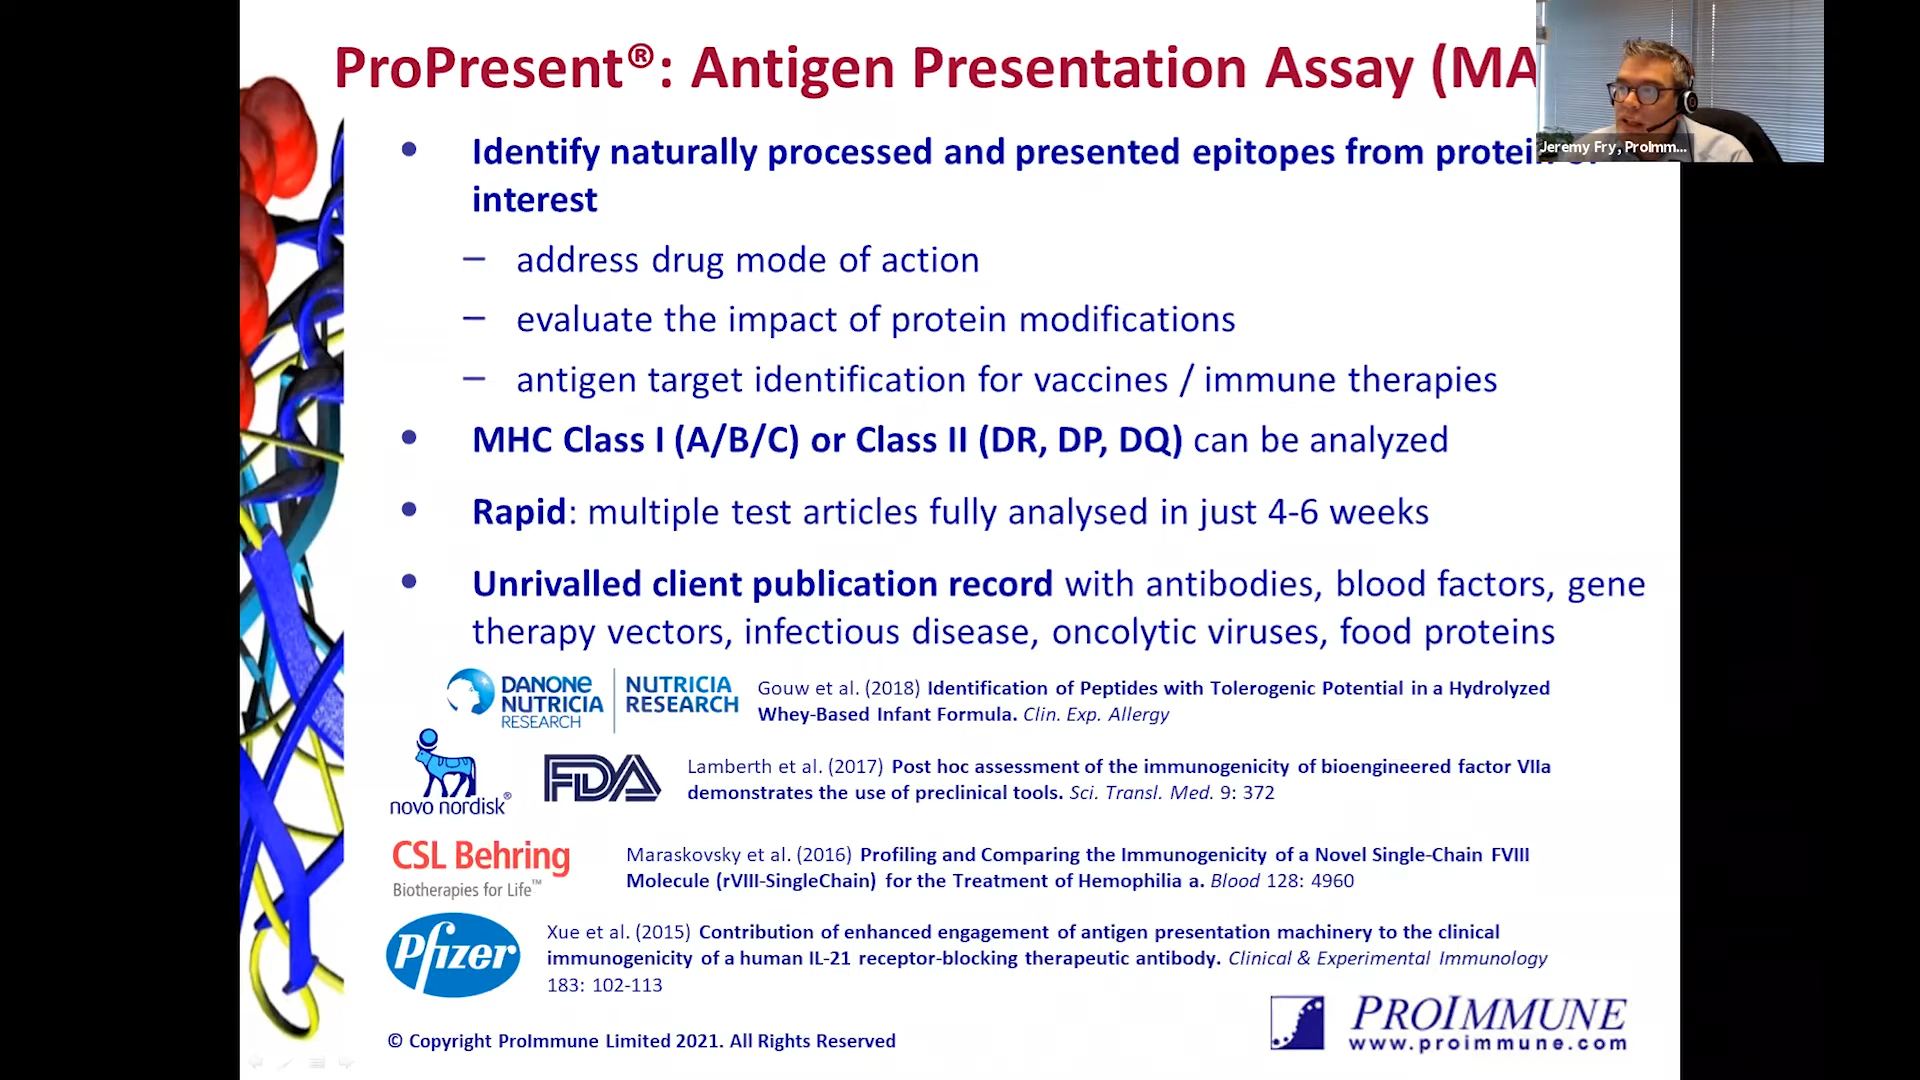 ProPresent®: Antigen Presentation Assay (MA
Jeremy Fry, ProImm...
• Identify naturally processed and presented epitopes from protein of
interest
– address drug mode of action
– evaluate the impact of protein modifications
– antigen target identification for vaccines / immune therapies
• MHC Class I (A/B/C) or Class II (DR, DP, DQ) can be analyzed
• Rapid: multiple test articles fully analysed in just 4-6 weeks
• Unrivalled client publication record with antibodies, blood factors, gene
therapy vectors, infectious disease, oncolytic viruses, food proteins
DANONE
NUTRICIA
RESEARCH
NUTRICIA
RESEARCH
Gouw et al. (2018) Identification of Peptides with Tolerogenic Potential in a Hydrolyzed
Whey-Based Infant Formula. Clin. Exp. Allergy
novo nordisk®
FDA
Lamberth et al. (2017) Post hoc assessment of the immunogenicity of bioengineered factor VIIa
demonstrates the use of preclinical tools. Sci. Transl. Med. 9: 372
CSL Behring
Biotherapies for Life™
Maraskovsky et al. (2016) Profiling and Comparing the Immunogenicity of a Novel Single-Chain FVIII
Molecule (rVIII-SingleChain) for the Treatment of Hemophilia a. Blood 128: 4960
Pfizer
Xue et al. (2015) Contribution of enhanced engagement of antigen presentation machinery to the clinical
immunogenicity of a human IL-21 receptor-blocking therapeutic antibody. Clinical & Experimental Immunology
183: 102-113
PROIMMUNE
www.proimmune.com
© Copyright ProImmune Limited 2021. All Rights Reserved